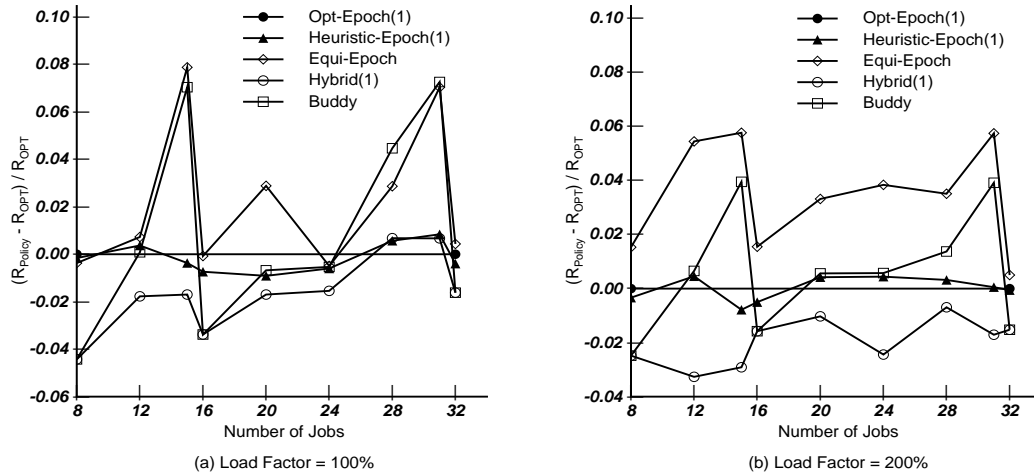 0.10
0.08
0.06
0.04
0.02
0.00
-0.02
-0.04
-0.06
(R_Policy - R_OPT) / R_OPT
Opt-Epoch(1)
Heuristic-Epoch(1)
Equi-Epoch
Hybrid(1)
Buddy
8 12 16 20 24 28 32
Number of Jobs
(a) Load Factor = 100%
0.10
0.08
0.06
0.04
0.02
0.00
-0.02
-0.04
(R_Policy - R_OPT) / R_OPT
Opt-Epoch(1)
Heuristic-Epoch(1)
Equi-Epoch
Hybrid(1)
Buddy
8 12 16 20 24 28 32
Number of Jobs
(b) Load Factor = 200%